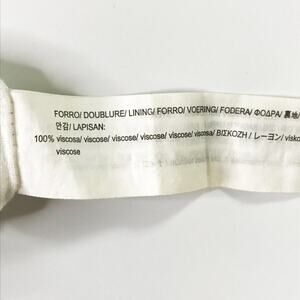 FORRO/ DOUBLURE/ LINING/ FORRO/ VOERING/ FODERA/ ΦΟΔΡΑ/ 裏地/
안감/ LAPISAN:
100% viscosa/ viscose/ viscose/ viscose/ viscose/ viscosa/ ΒΙΣΚΟΖΗ / レーヨン/ visko
viscose